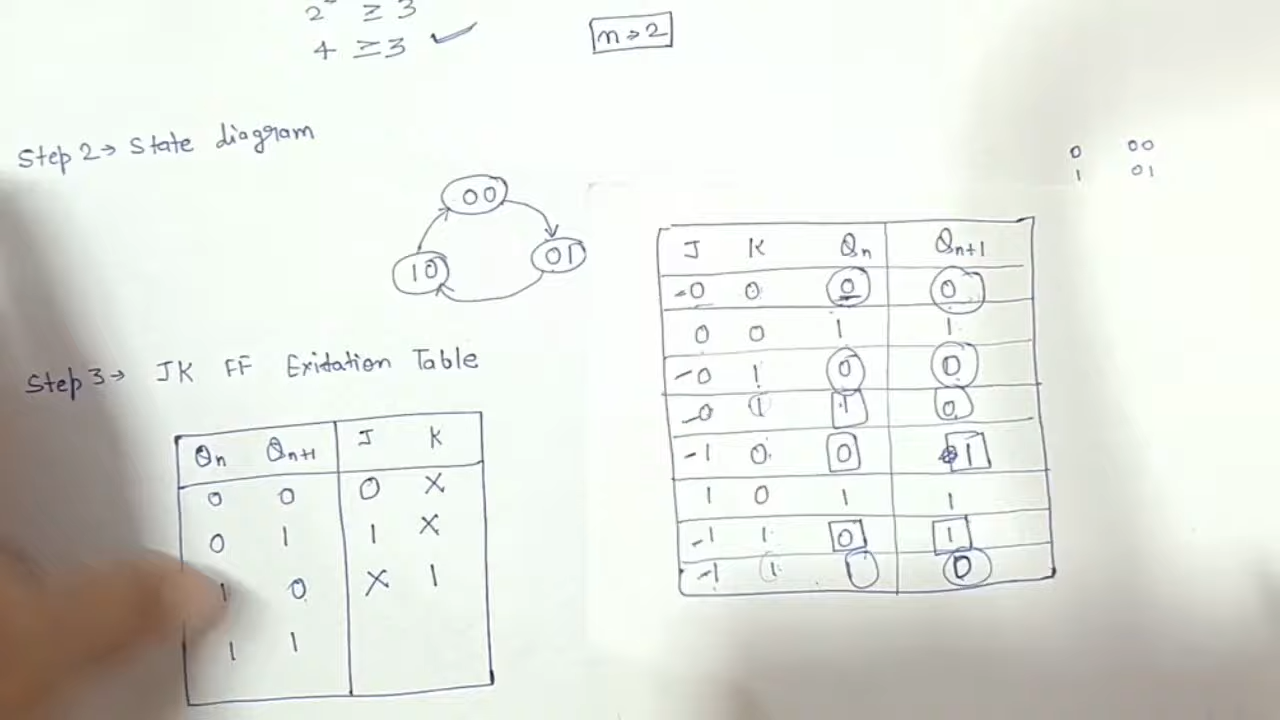 2 ≥ 3
4 ≥ 3 ✓
n → 2
Step 2 → State diagram
00
01
10
0 00
1 01
J K Qn Qn+1
-0 0 0 0
0 0 1 1
-0 1 0 0
-0 1 1 0
-1 0 0 1
1 0 1 1
-1 1 0 1
-1 1 1 0
Step 3 → JK FF Exidation Table
Qn Qn+1 J K
0 0 0 X
0 1 1 X
1 0 X 1
1 1